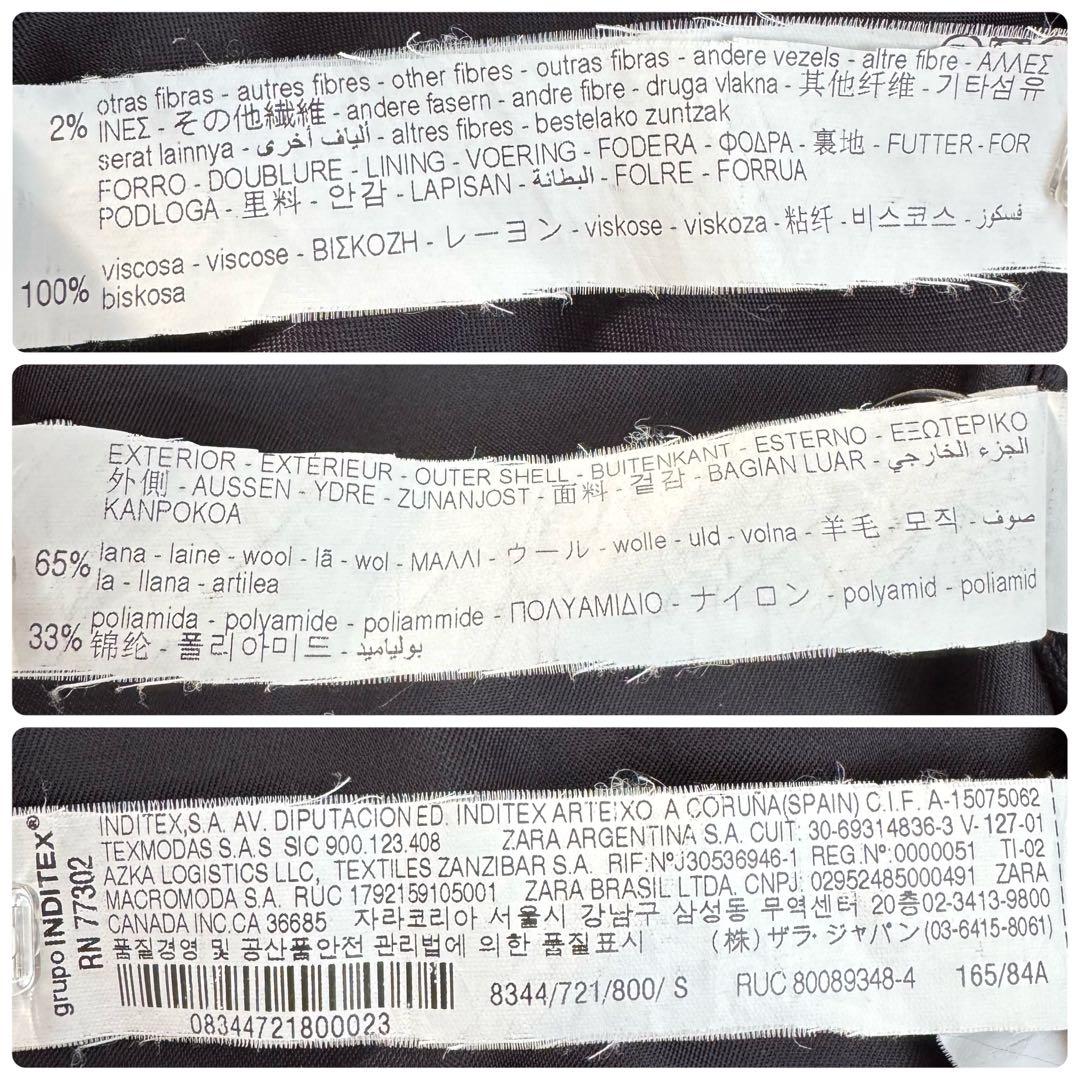 otras fibras - autres fibres - other fibres - outras fibras - andere vezels - altre fibre - ΑΛΛΕΣ
2% ΙΝΕΣ - その他繊維 - andere fasern - andre fibre - druga vlakna - 其他纤维 - 기타섬유
serat lainnya - ألياف أخرى - altres fibres - bestelako zuntzak
FORRO - DOUBLURE - LINING - VOERING - FODERA - ΦΟΔΡΑ - 裏地 - FUTTER - FOR
PODLOGA - 里料 - 안감 - LAPISAN - البطانة - FOLRE - FORRUA
viscosa - viscose - ΒΙΣΚΟΖΗ - レーヨン - viskose - viskoza - 粘纤 - 비스코스 - فسكوز
100% biskosa
EXTERIOR - EXTÉRIEUR - OUTER SHELL - BUITENKANT - ESTERNO - ΕΞΩΤΕΡΙΚΟ
外側 - AUSSEN - YDRE - ZUNANJOST - 面料 - 겉감 - BAGIAN LUAR - الجزء الخارجي
KANPOKOA
65% lana - laine - wool - lã - wol - ΜΑΛΛΙ - ウール - wolle - uld - volna - 羊毛 - 모직 - صوف
la - llana - artilea
poliamida - polyamide - poliammide - ΠΟΛΥΑΜΙΔΙΟ - ナイロン - polyamid - poliamid
33% 锦纶 - 폴리아미드 - بولياميد
grupo INDITEX®
RN 77302
INDITEX,S.A. AV. DIPUTACION ED. INDITEX ARTEIXO A CORUÑA(SPAIN) C.I.F. A-15075062
TEXMODAS S.A.S SIC 900.123.408 ZARA ARGENTINA S.A. CUIT: 30-69314836-3 V-127-01
AZKA LOGISTICS LLC, TEXTILES ZANZIBAR S.A. RIF:NºJ30536946-1 REG.Nº:0000051 TI-02
MACROMODA S.A. RUC 1792159105001 ZARA BRASIL LTDA. CNPJ: 02952485000491 ZARA
CANADA INC.CA 36685 자라코리아 서울시 강남구 삼성동 무역센터 20층02-3413-9800
품질경영 및 공산품안전 관리법에 의한 품질표시 (株) ザラ・ジャパン (03-6415-8061)
8344/721/800/ S RUC 80089348-4 165/84A
08344721800023